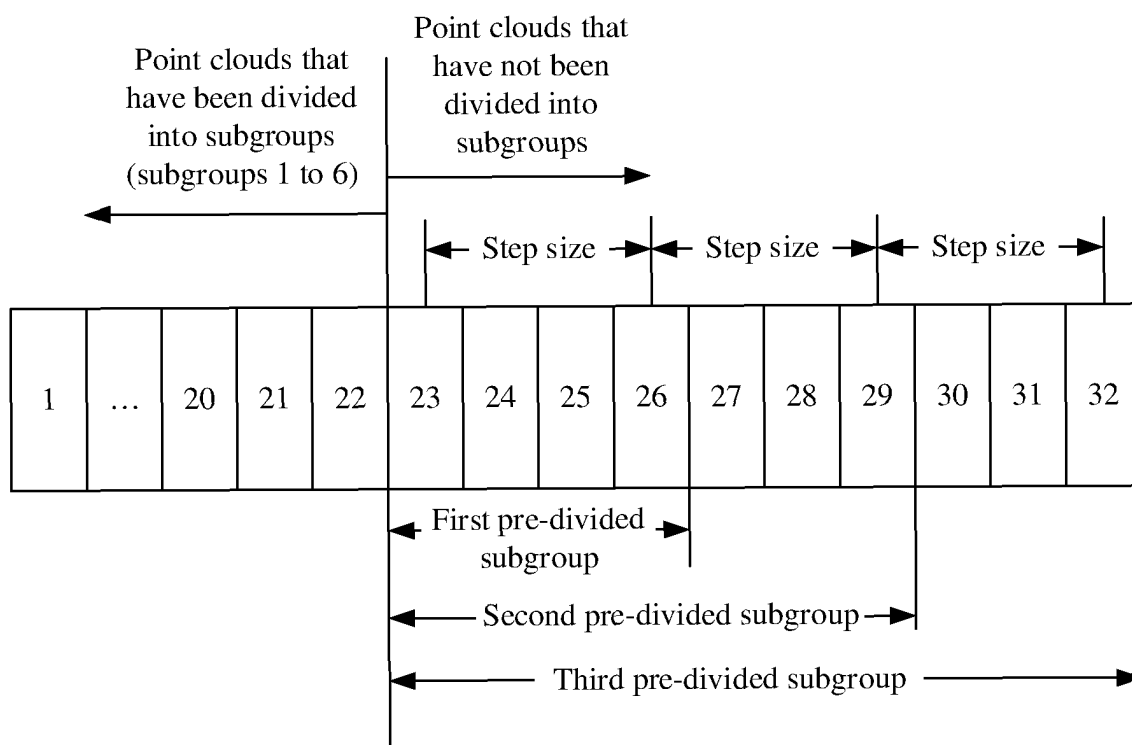 Point clouds that
have been divided
into subgroups
(subgroups 1 to 6)
Point clouds that
have not been
divided into
subgroups
Step size Step size Step size
1 … 20 21 22 23 24 25 26 27 28 29 30 31 32
First pre-divided
subgroup
Second pre-divided subgroup
Third pre-divided subgroup